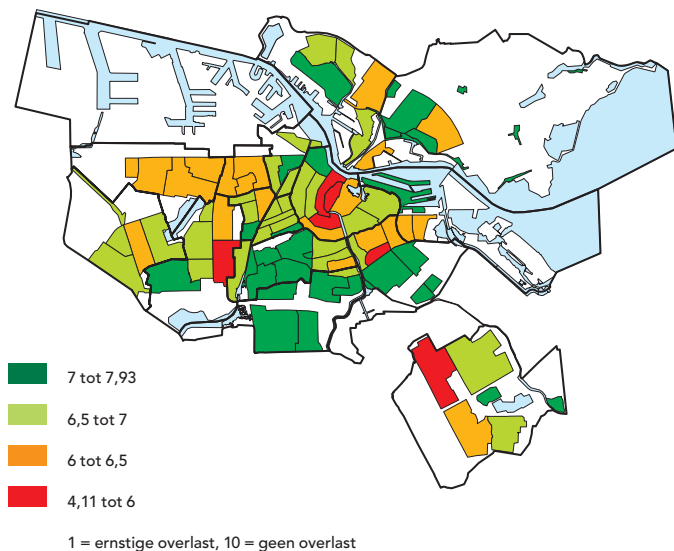 7 tot 7,93
6,5 tot 7
6 tot 6,5
4,11 tot 6
1 = ernstige overlast, 10 = geen overlast